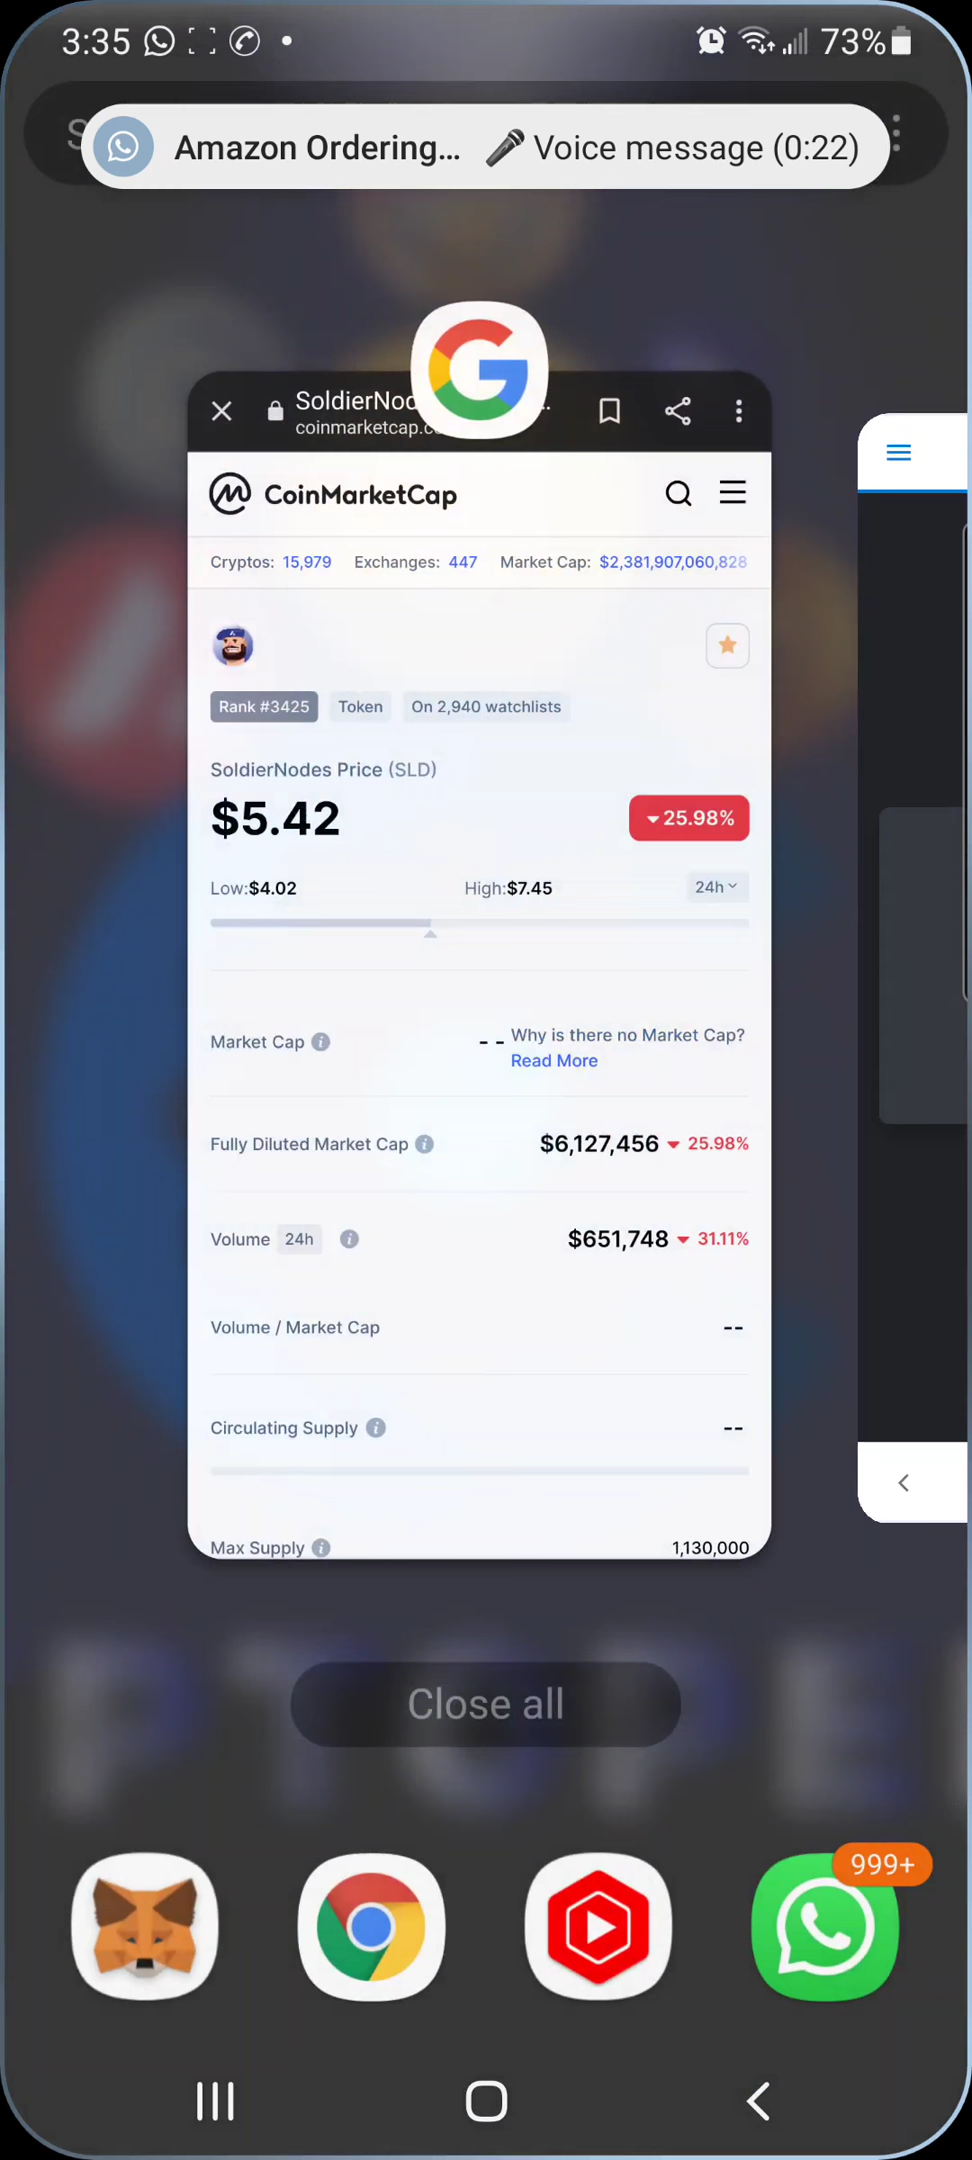 3:35 73%
Amazon Ordering... 🎤 Voice message (0:22)
SoldierNod
coinmarketcap.c
CoinMarketCap
Cryptos: 15,979 Exchanges: 447 Market Cap: $2,381,907,060,828
Rank #3425 Token On 2,940 watchlists
SoldierNodes Price (SLD)
$5.42 25.98%
Low:$4.02 High:$7.45 24h
Market Cap -- Why is there no Market Cap?
Read More
Fully Diluted Market Cap $6,127,456 25.98%
Volume 24h $651,748 31.11%
Volume / Market Cap --
Circulating Supply --
Max Supply 1,130,000
PTOPE
Close all
999+